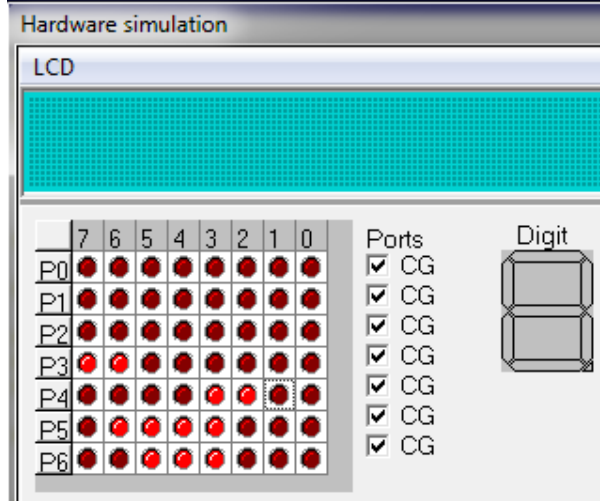 Hardware simulation
LCD
7 6 5 4 3 2 1 0
P0
P1
P2
P3
P4
P5
P6
Ports
CG
CG
CG
CG
CG
CG
CG
Digit